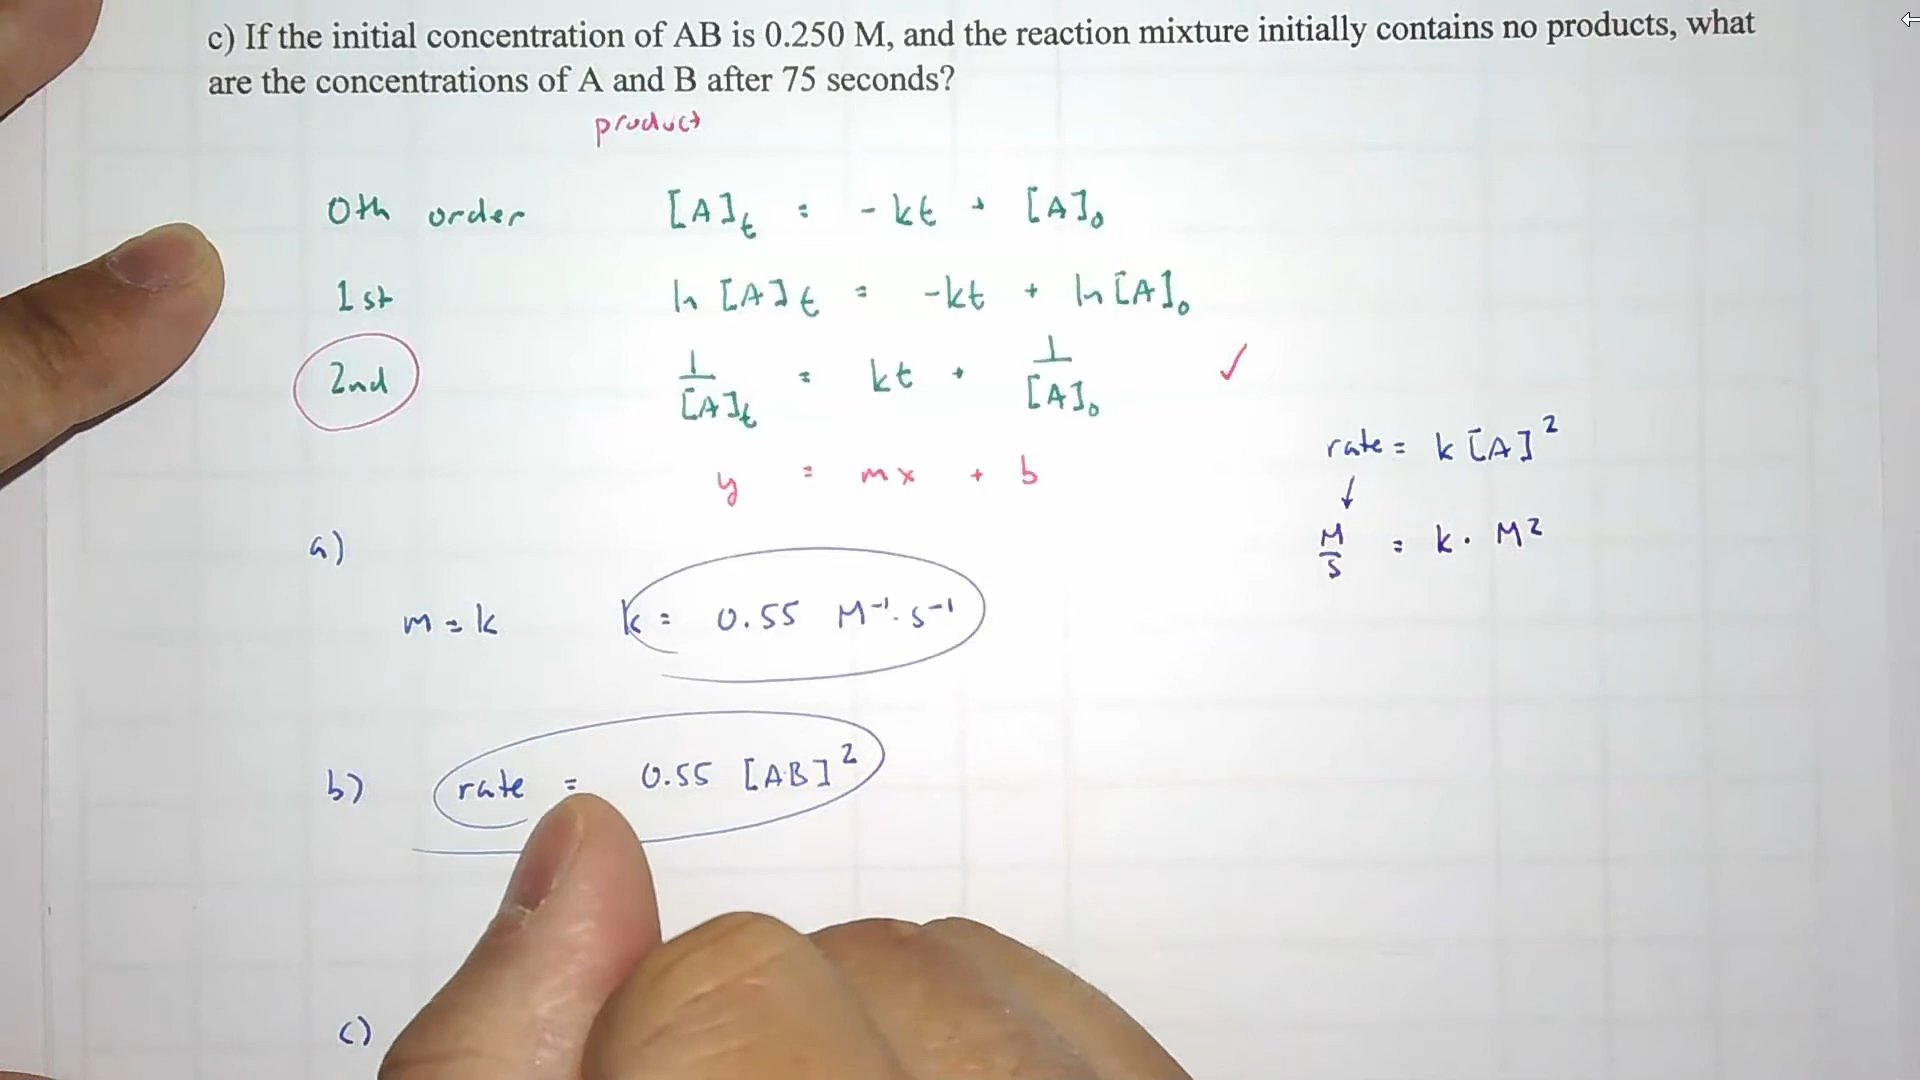 c) If the initial concentration of AB is 0.250 M, and the reaction mixture initially contains no products, what
are the concentrations of A and B after 75 seconds?
product
0th order [A]t = -kt + [A]₀
1st ln [A]t = -kt + ln [A]₀
2nd 1/[A]t = kt + 1/[A]₀ ✓
y = mx + b
rate = k [A]²
↓
M/s = k · M²
a)
m = k k = 0.55 M⁻¹·s⁻¹
b) rate = 0.55 [AB]²
c)